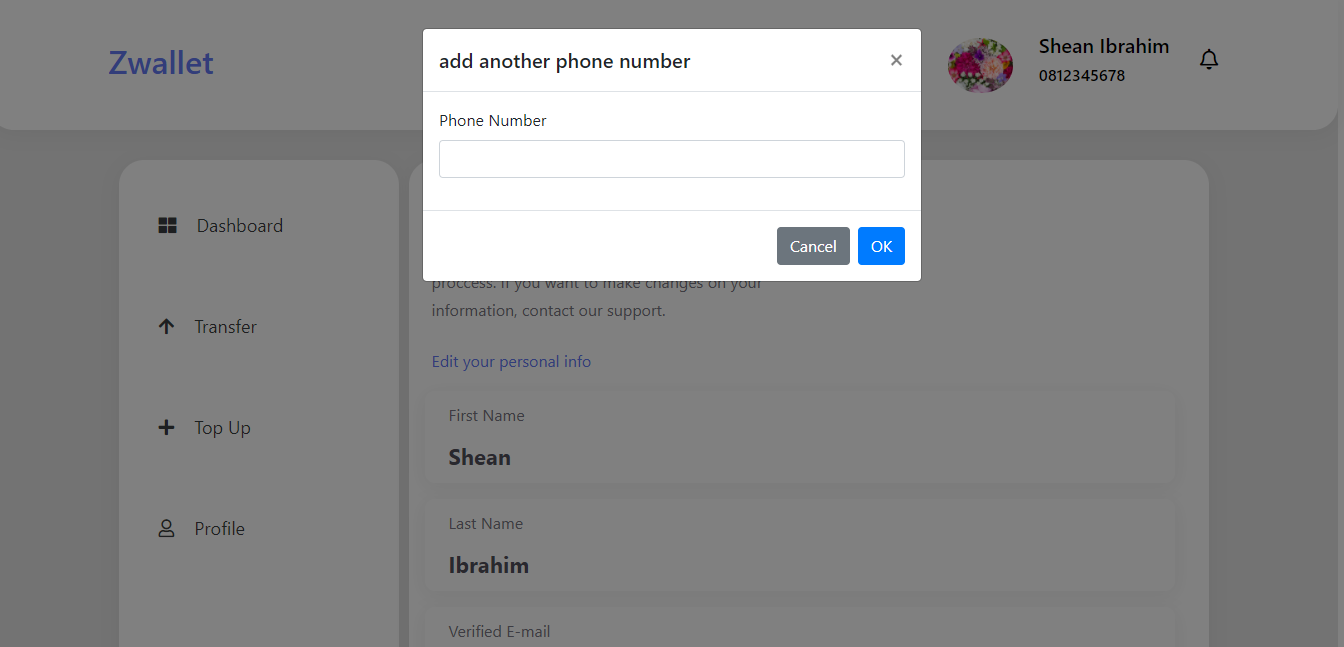 Zwallet
Shean Ibrahim
0812345678
add another phone number
×
Phone Number
Cancel
OK
Dashboard
Transfer
Top Up
Profile
proccess. If you want to make changes on your
information, contact our support.
Edit your personal info
First Name
Shean
Last Name
Ibrahim
Verified E-mail